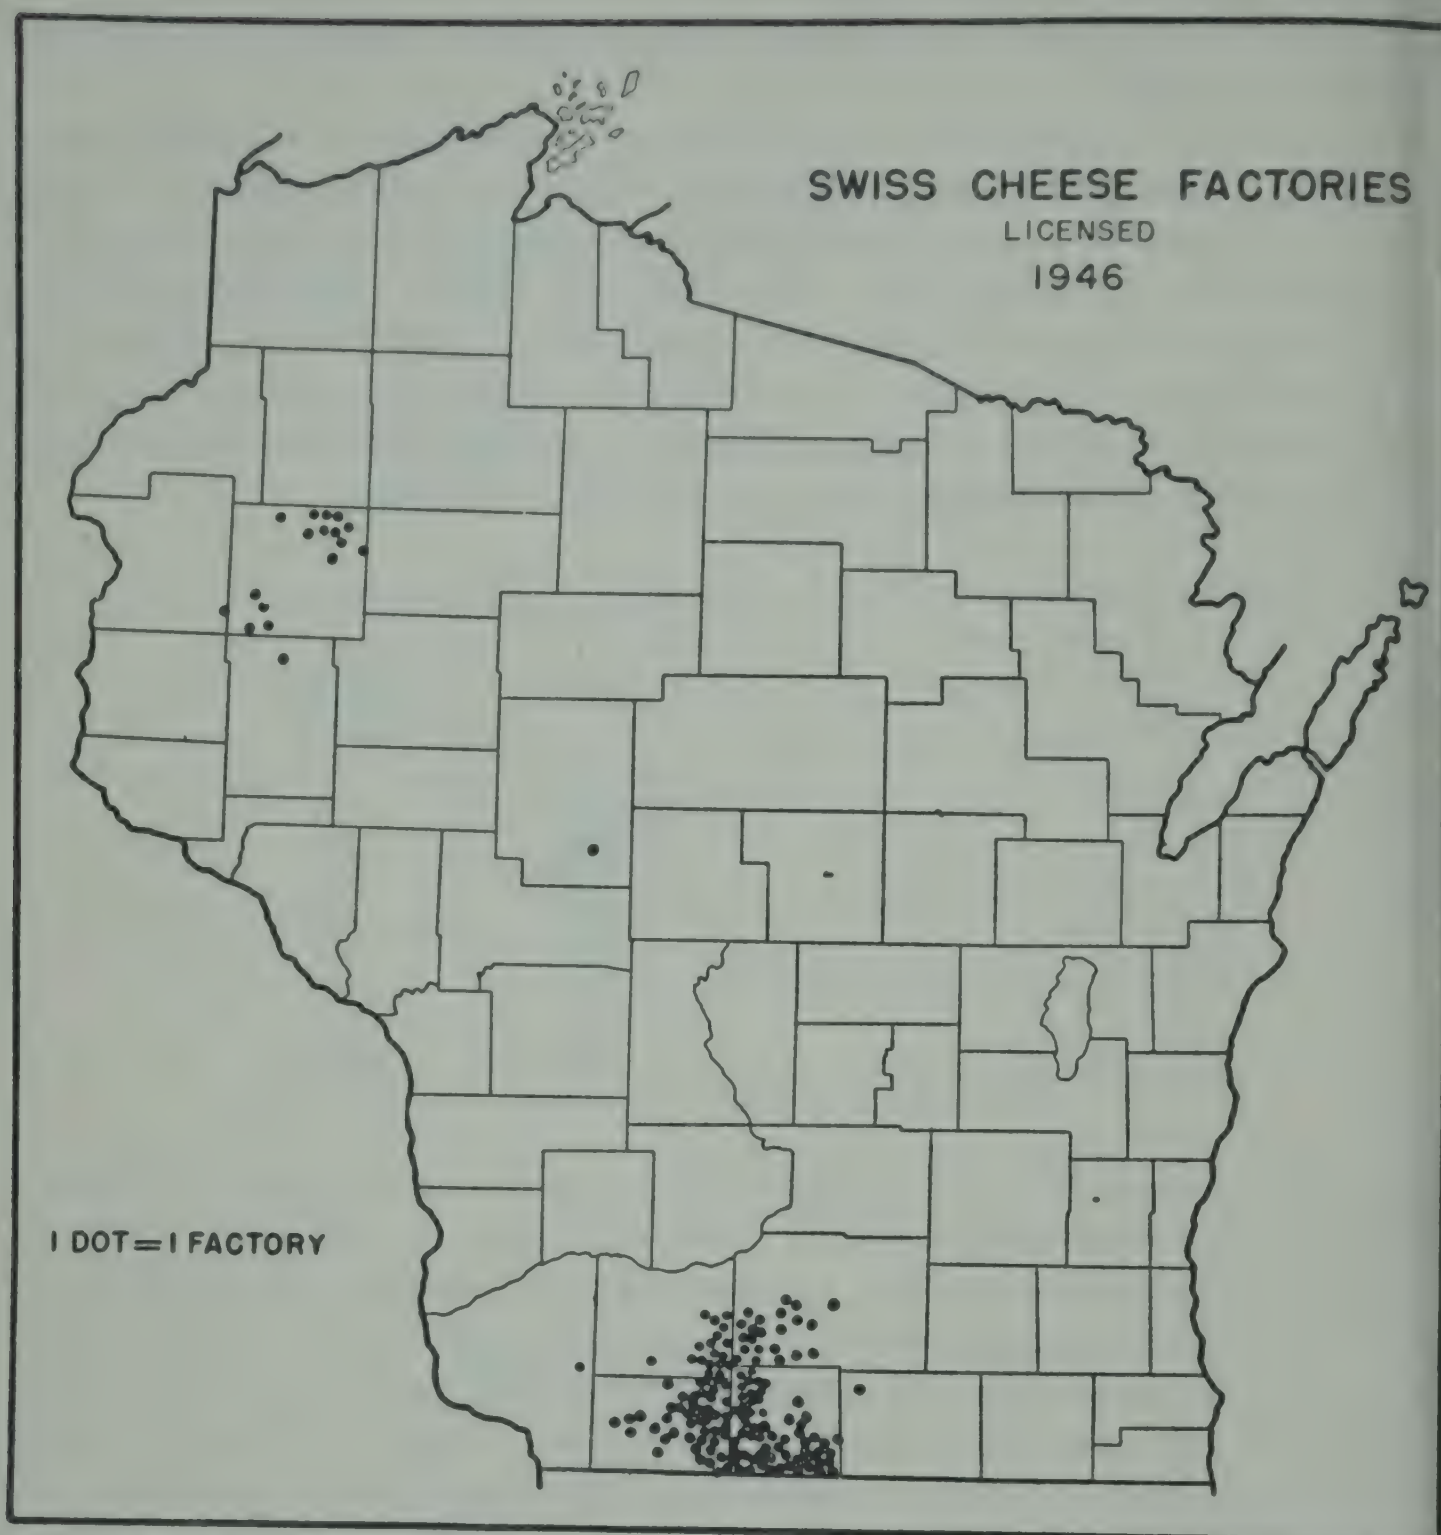 SWISS CHEESE FACTORIES
LICENSED
1946
1 DOT = 1 FACTORY